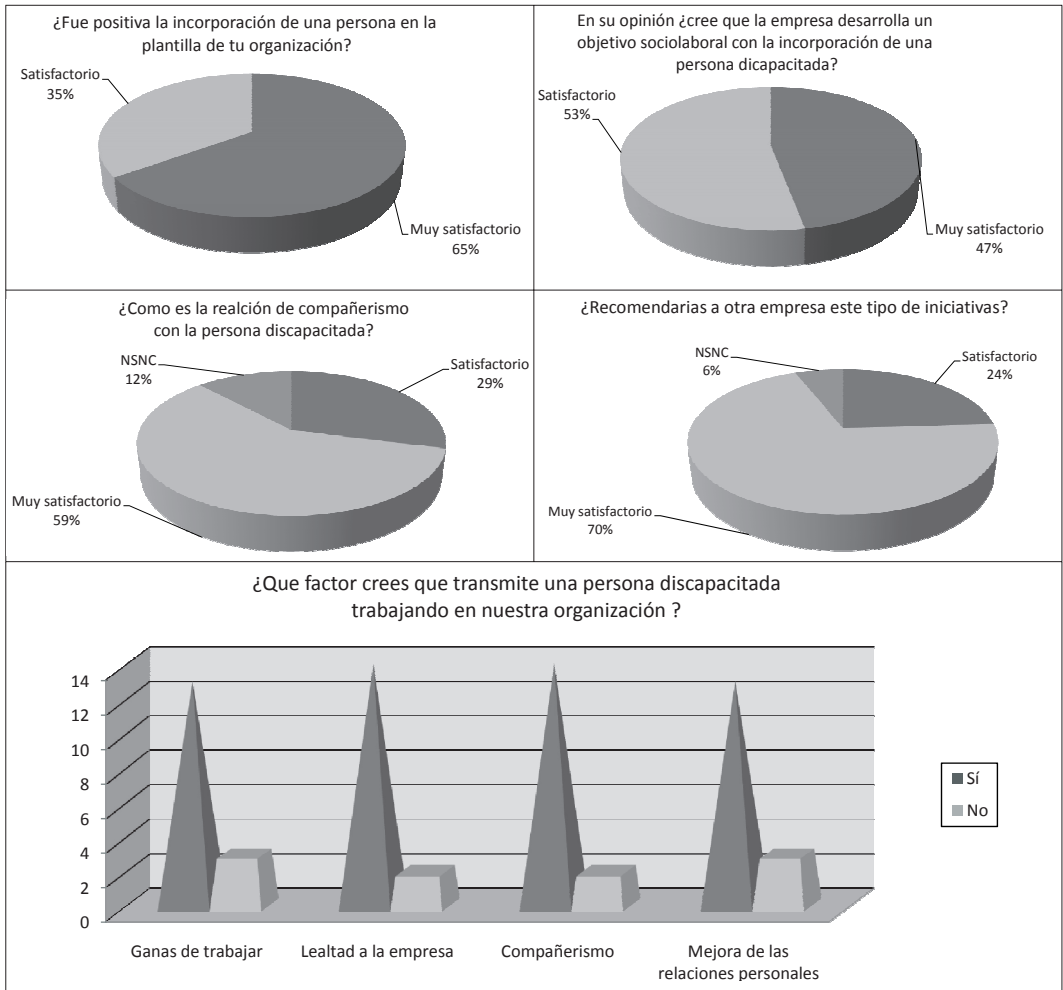 ¿Fue positiva la incorporación de una persona en la
plantilla de tu organización?
Satisfactorio
35%
Muy satisfactorio
65%
En su opinión ¿cree que la empresa desarrolla un
objetivo sociolaboral con la incorporación de una
persona dicapacitada?
Satisfactorio
53%
Muy satisfactorio
47%
¿Como es la realción de compañerismo
con la persona discapacitada?
NSNC
12%
Satisfactorio
29%
Muy satisfactorio
59%
¿Recomendarias a otra empresa este tipo de iniciativas?
NSNC
6%
Satisfactorio
24%
Muy satisfactorio
70%
¿Que factor crees que transmite una persona discapacitada
trabajando en nuestra organización ?
14
12
10
8
6
4
2
0
Ganas de trabajar
Lealtad a la empresa
Compañerismo
Mejora de las
relaciones personales
Sí
No